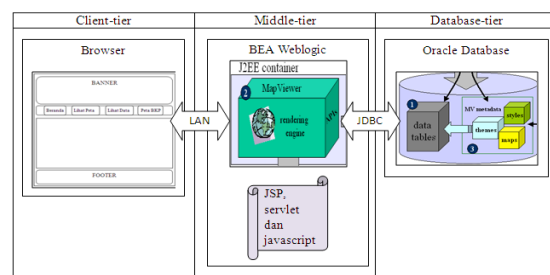 Client-tier
Middle-tier
Database-tier
Browser
BANNER
Beranda
Lihat Peta
Lihat Data
Peta BKP
FOOTER
LAN
BEA Weblogic
J2EE container
2
MapViewer
rendering
engine
APIs
JSP,
servlet
dan
javascript
JDBC
Oracle Database
1
data
tables
MV metadata
styles
themes
maps
3